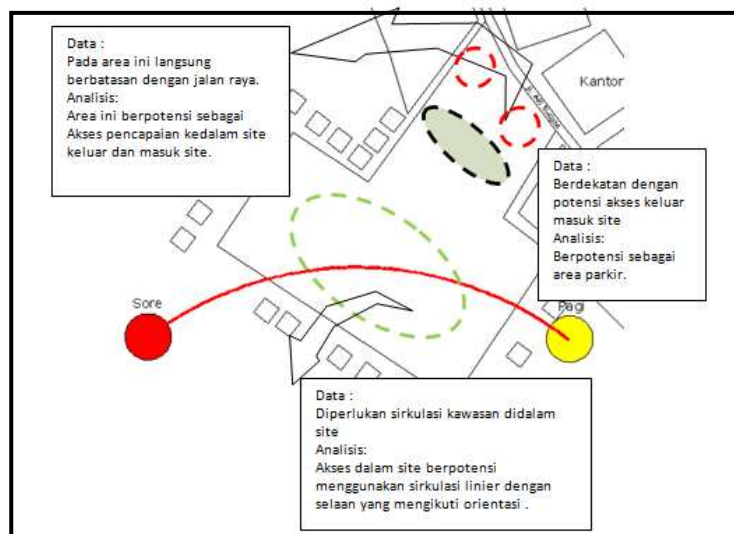 Data :
Pada area ini langsung
berbatasan dengan jalan raya.
Analisis:
Area ini berpotensi sebagai
Akses pencapaian kedalam site
keluar dan masuk site.
Kantor
Data :
Berdekatan dengan
potensi akses keluar
masuk site
Analisis:
Berpotensi sebagai
area parkir.
Sore
Pagi
Data :
Diperlukan sirkulasi kawasan didalam
site
Analisis:
Akses dalam site berpotensi
menggunakan sirkulasi linier dengan
selaan yang mengikuti orientasi .